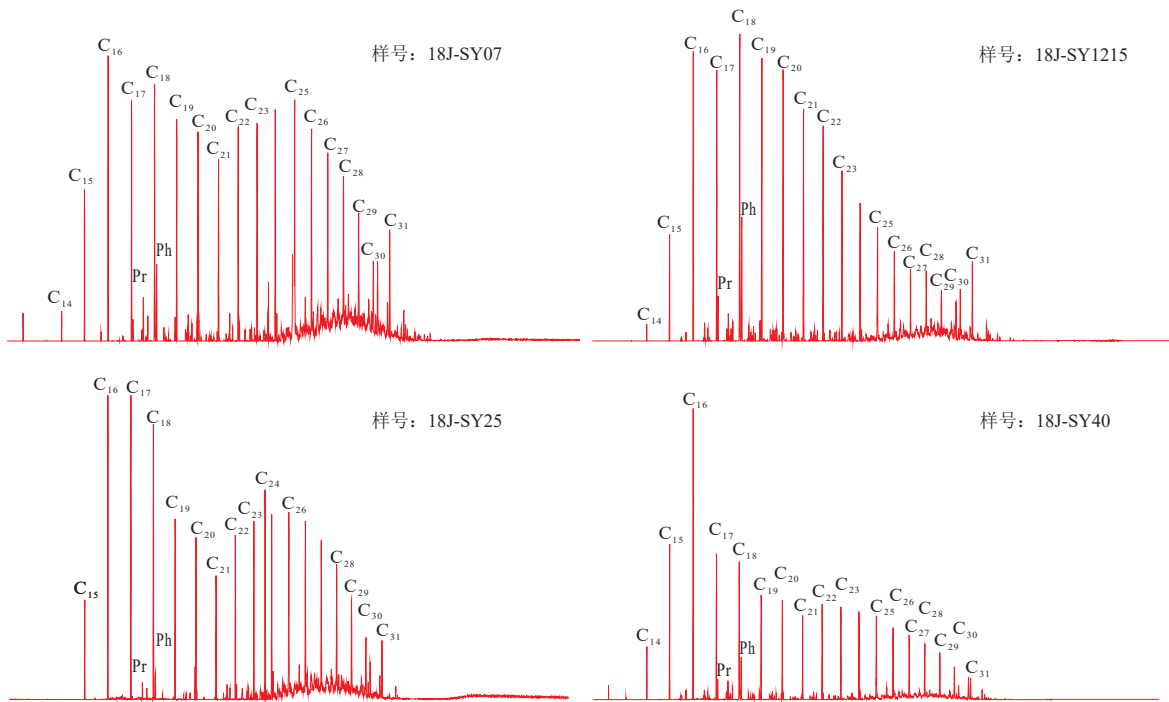 样号：18J-SY07
C14
C15
C16
C17
Pr
C18
Ph
C19
C20
C21
C22
C23
C25
C26
C27
C28
C29
C30
C31
样号：18J-SY1215
C14
C15
C16
C17
C18
Ph
C19
C20
C21
C22
C23
C25
C26
C27
C28
C29
C30
C31
样号：18J-SY25
C15
C16
C17
Pr
C18
Ph
C19
C20
C21
C22
C23
C24
C26
C28
C29
C30
C31
样号：18J-SY40
C14
C15
C16
C17
Pr
C18
Ph
C19
C20
C21
C22
C23
C25
C26
C27
C28
C29
C30
C31